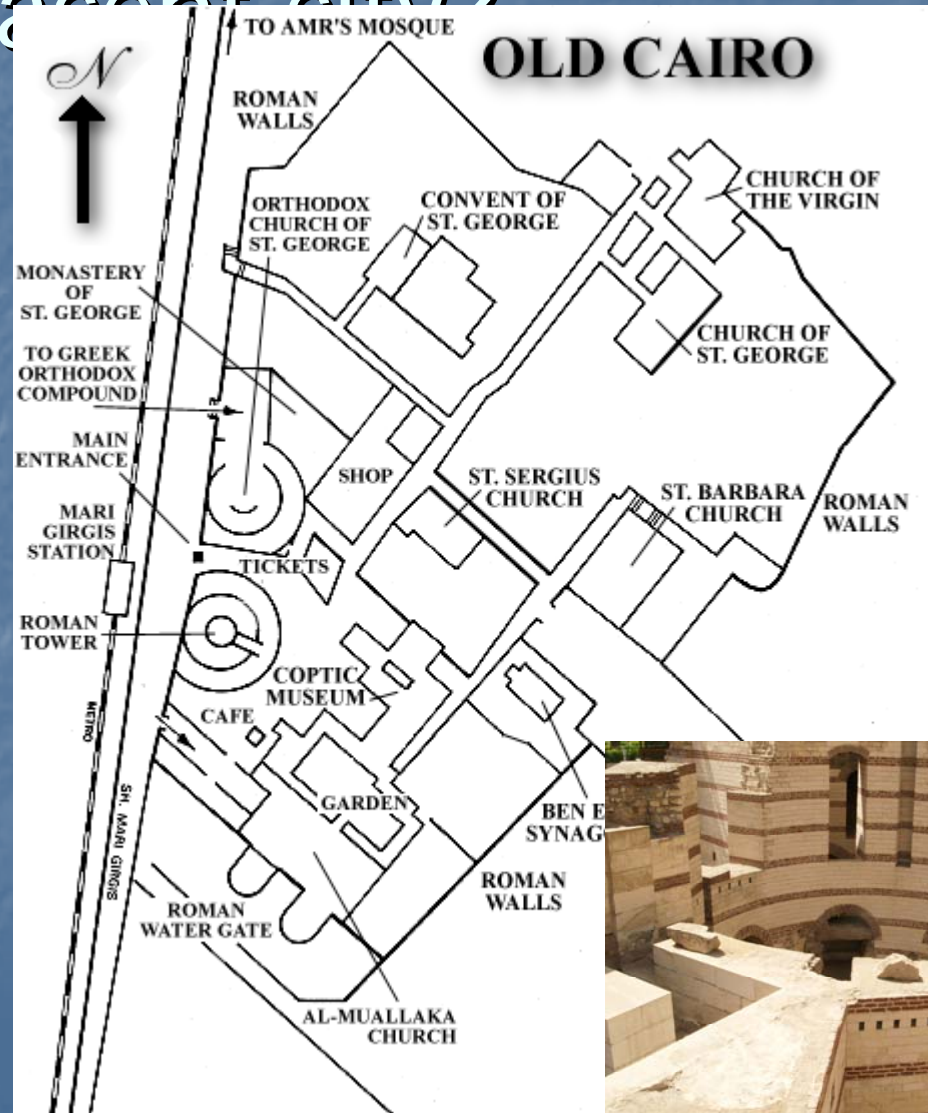 TO AMR'S MOSQUE
OLD CAIRO
N
ROMAN
WALLS
CHURCH OF
THE VIRGIN
ORTHODOX
CHURCH OF
ST. GEORGE
CONVENT OF
ST. GEORGE
MONASTERY
OF
ST. GEORGE
CHURCH OF
ST. GEORGE
TO GREEK
ORTHODOX
COMPOUND
MAIN
ENTRANCE
SHOP
ST. SERGIUS
CHURCH
ST. BARBARA
CHURCH
ROMAN
WALLS
MARI
GIRGIS
STATION
TICKETS
ROMAN
TOWER
COPTIC
MUSEUM
CAFE
METRO
SH. MARI GIRGIS
GARDEN
BEN E
SYNAG
ROMAN
WALLS
ROMAN
WATER GATE
AL-MUALLAKA
CHURCH